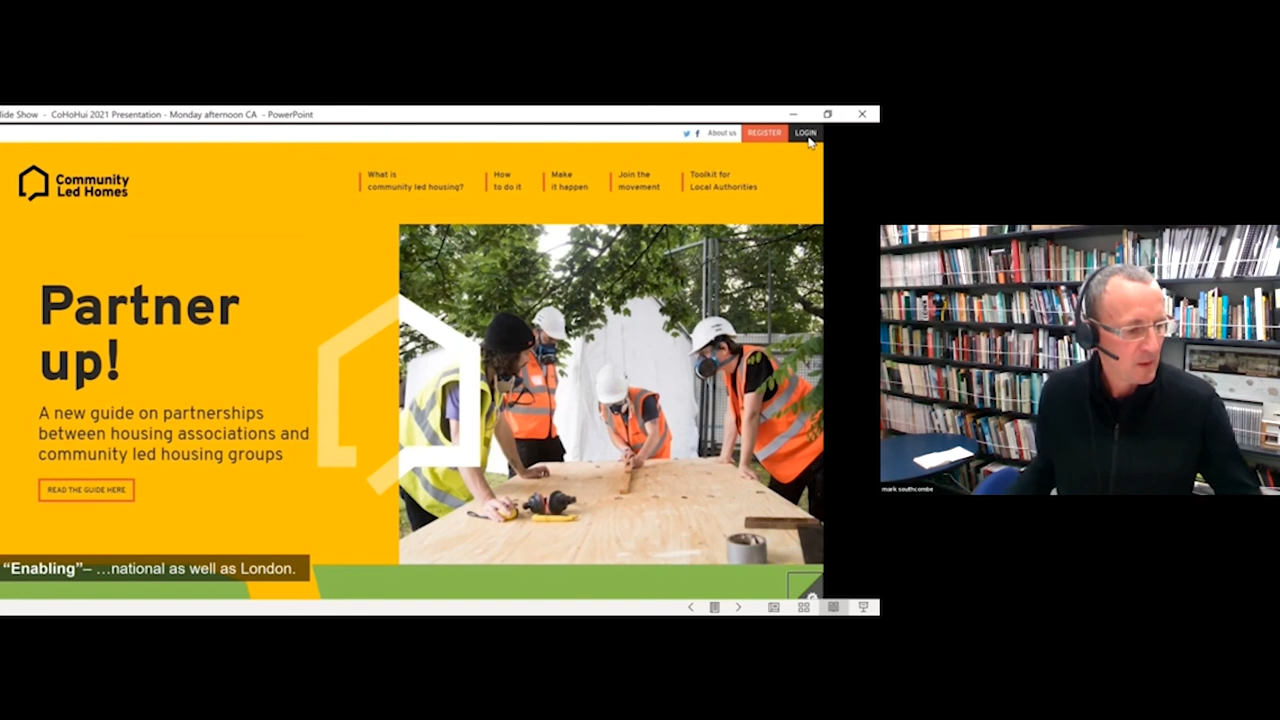 lide Show - CoHoHui 2021 Presentation - Monday afternoon CA - PowerPoint
About us REGISTER LOGIN
Community
Led Homes
What is
community led housing?
How
to do it
Make
it happen
Join the
movement
Toolkit for
Local Authorities
Partner
up!
A new guide on partnerships
between housing associations and
community led housing groups
READ THE GUIDE HERE
“Enabling”– …national as well as London.
mark southcombe